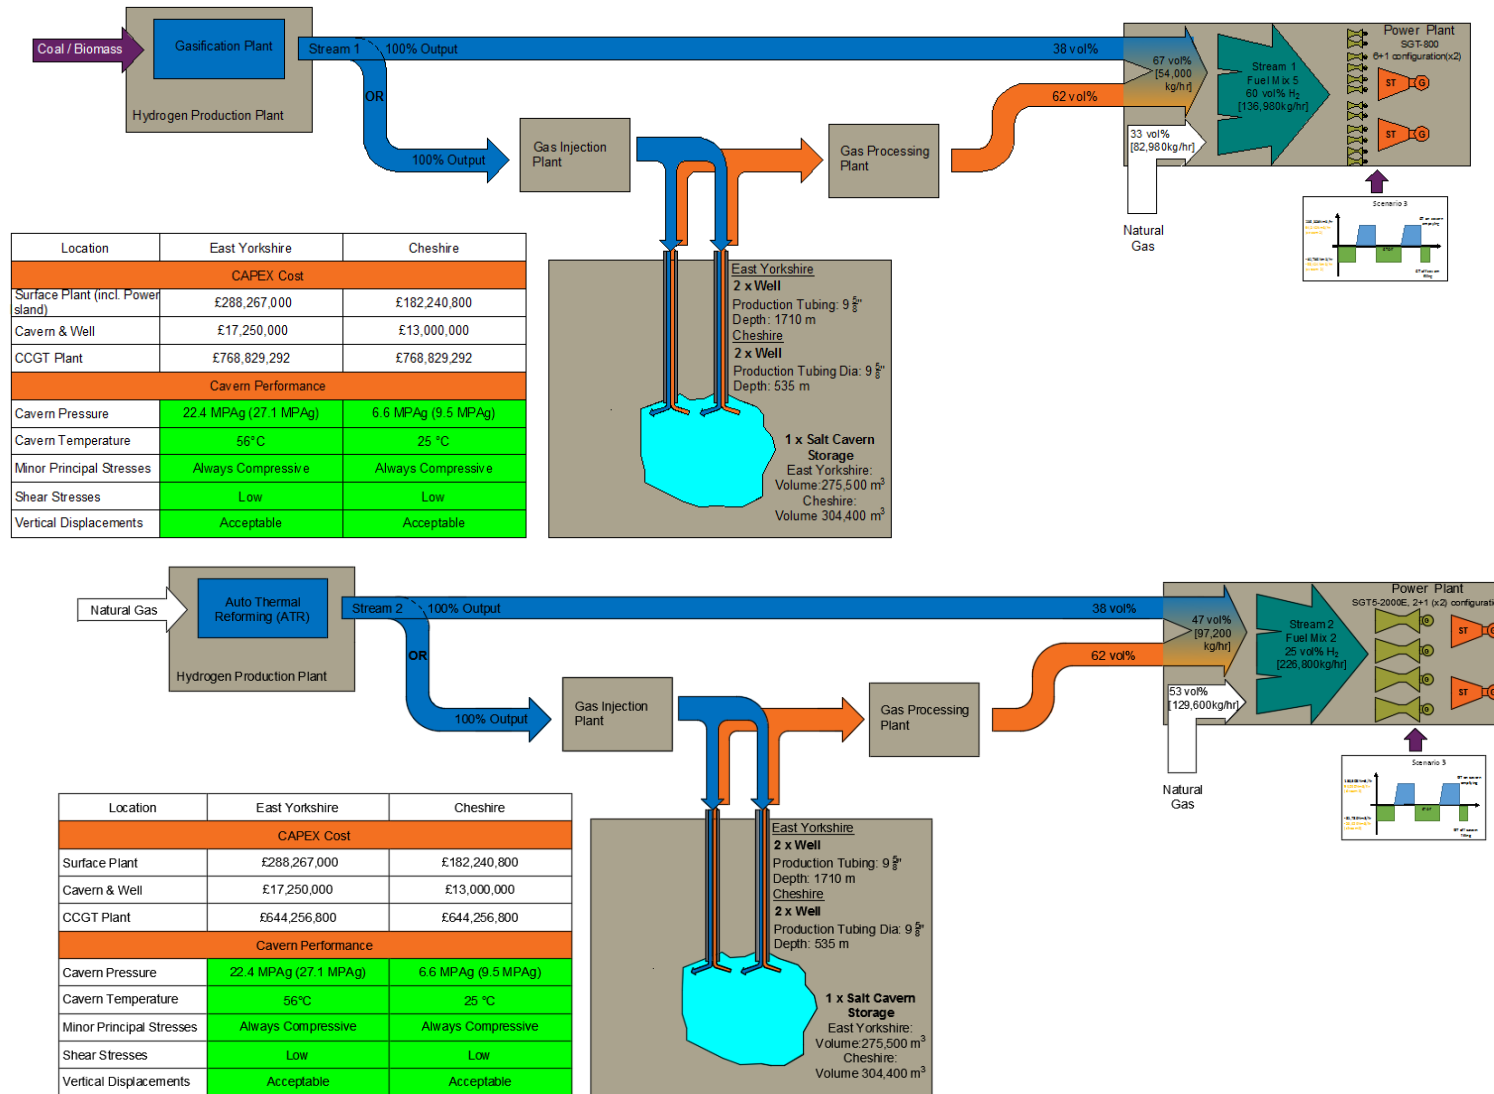 Coal / Biomass
Gasification Plant
Hydrogen Production Plant
Stream 1
100% Output
OR
100% Output
38 vol%
62 vol%
Gas Injection
Plant
Gas Processing
Plant
67 vol%
[54,000
kg/hr]
33 vol%
[82,980kg/hr]
Natural
Gas
Stream 1
Fuel Mix 5
60 vol% H2
[136,980kg/hr]
Power Plant
SGT-800
6+1 configuration(x2)
ST
G
ST
G
Scenario 3
Location East Yorkshire Cheshire
CAPEX Cost
Surface Plant (incl. Power
sland) £288,267,000 £182,240,800
Cavern & Well £17,250,000 £13,000,000
CCGT Plant £768,829,292 £768,829,292
Cavern Performance
Cavern Pressure 22.4 MPAg (27.1 MPAg) 6.6 MPAg (9.5 MPAg)
Cavern Temperature 56°C 25 °C
Minor Principal Stresses Always Compressive Always Compressive
Shear Stresses Low Low
Vertical Displacements Acceptable Acceptable
East Yorkshire
2 x Well
Production Tubing: 9 5/8"
Depth: 1710 m
Cheshire
2 x Well
Production Tubing Dia: 9 5/8"
Depth: 535 m
1 x Salt Cavern
Storage
East Yorkshire:
Volume:275,500 m3
Cheshire:
Volume 304,400 m3
Natural Gas
Auto Thermal
Reforming (ATR)
Hydrogen Production Plant
Stream 2
100% Output
OR
100% Output
38 vol%
62 vol%
Gas Injection
Plant
Gas Processing
Plant
47 vol%
[97,200
kg/hr]
53 vol%
[129,600kg/hr]
Natural
Gas
Stream 2
Fuel Mix 2
25 vol% H2
[226,800kg/hr]
Power Plant
SGT5-2000E, 2+1 (x2) configurati
ST
ST
Scenario 3
Location East Yorkshire Cheshire
CAPEX Cost
Surface Plant £288,267,000 £182,240,800
Cavern & Well £17,250,000 £13,000,000
CCGT Plant £644,256,800 £644,256,800
Cavern Performance
Cavern Pressure 22.4 MPAg (27.1 MPAg) 6.6 MPAg (9.5 MPAg)
Cavern Temperature 56°C 25 °C
Minor Principal Stresses Always Compressive Always Compressive
Shear Stresses Low Low
Vertical Displacements Acceptable Acceptable
East Yorkshire
2 x Well
Production Tubing: 9 5/8"
Depth: 1710 m
Cheshire
2 x Well
Production Tubing Dia: 9 5/8"
Depth: 535 m
1 x Salt Cavern
Storage
East Yorkshire:
Volume:275,500 m3
Cheshire:
Volume 304,400 m3